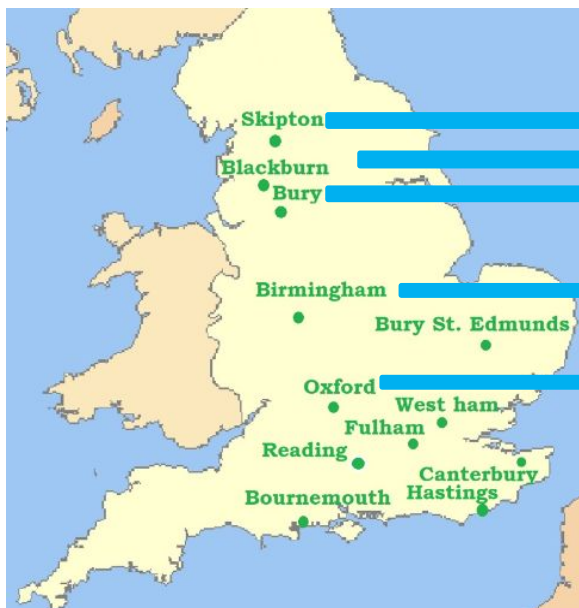 Skipton
Blackburn
Bury
Birmingham
Bury St. Edmunds
Oxford
West ham
Fulham
Reading
Canterbury
Hastings
Bournemouth